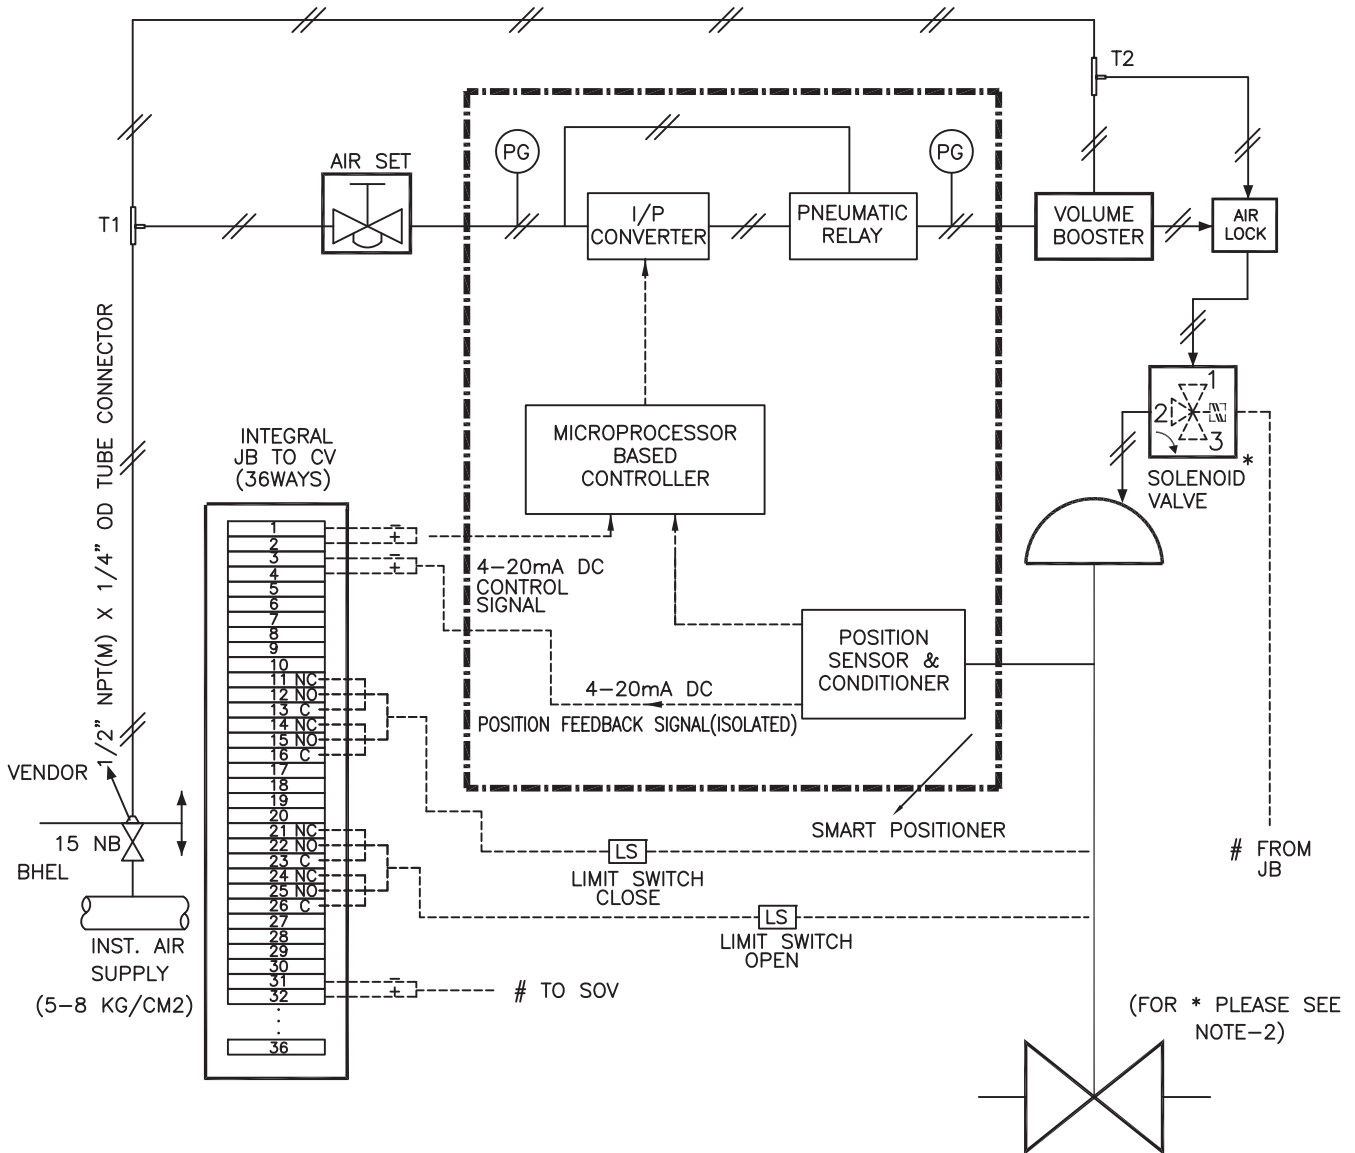 T2
PG
PG
AIR SET
T1
I/P
CONVERTER
PNEUMATIC
RELAY
VOLUME
BOOSTER
AIR
LOCK
1/2" NPT(M) X 1/4" OD TUBE CONNECTOR
MICROPROCESSOR
BASED
CONTROLLER
1
2
3
SOLENOID *
VALVE
INTEGRAL
JB TO CV
(36WAYS)
1 -
2 +
3 -
4 +
5
6
7
8
9
10
11 NC
12 NO
13 C
14 NC
15 NO
16 C
17
18
19
20
21 NC
22 NO
23 C
24 NC
25 NO
26 C
27
28
29
30
31 -
32 +
36
4-20mA DC
CONTROL
SIGNAL
POSITION
SENSOR &
CONDITIONER
4-20mA DC
POSITION FEEDBACK SIGNAL(ISOLATED)
SMART POSITIONER
VENDOR
15 NB
BHEL
INST. AIR
SUPPLY
(5-8 KG/CM2)
LS
LIMIT SWITCH
CLOSE
LS
LIMIT SWITCH
OPEN
# FROM
JB
# TO SOV
(FOR * PLEASE SEE
NOTE-2)